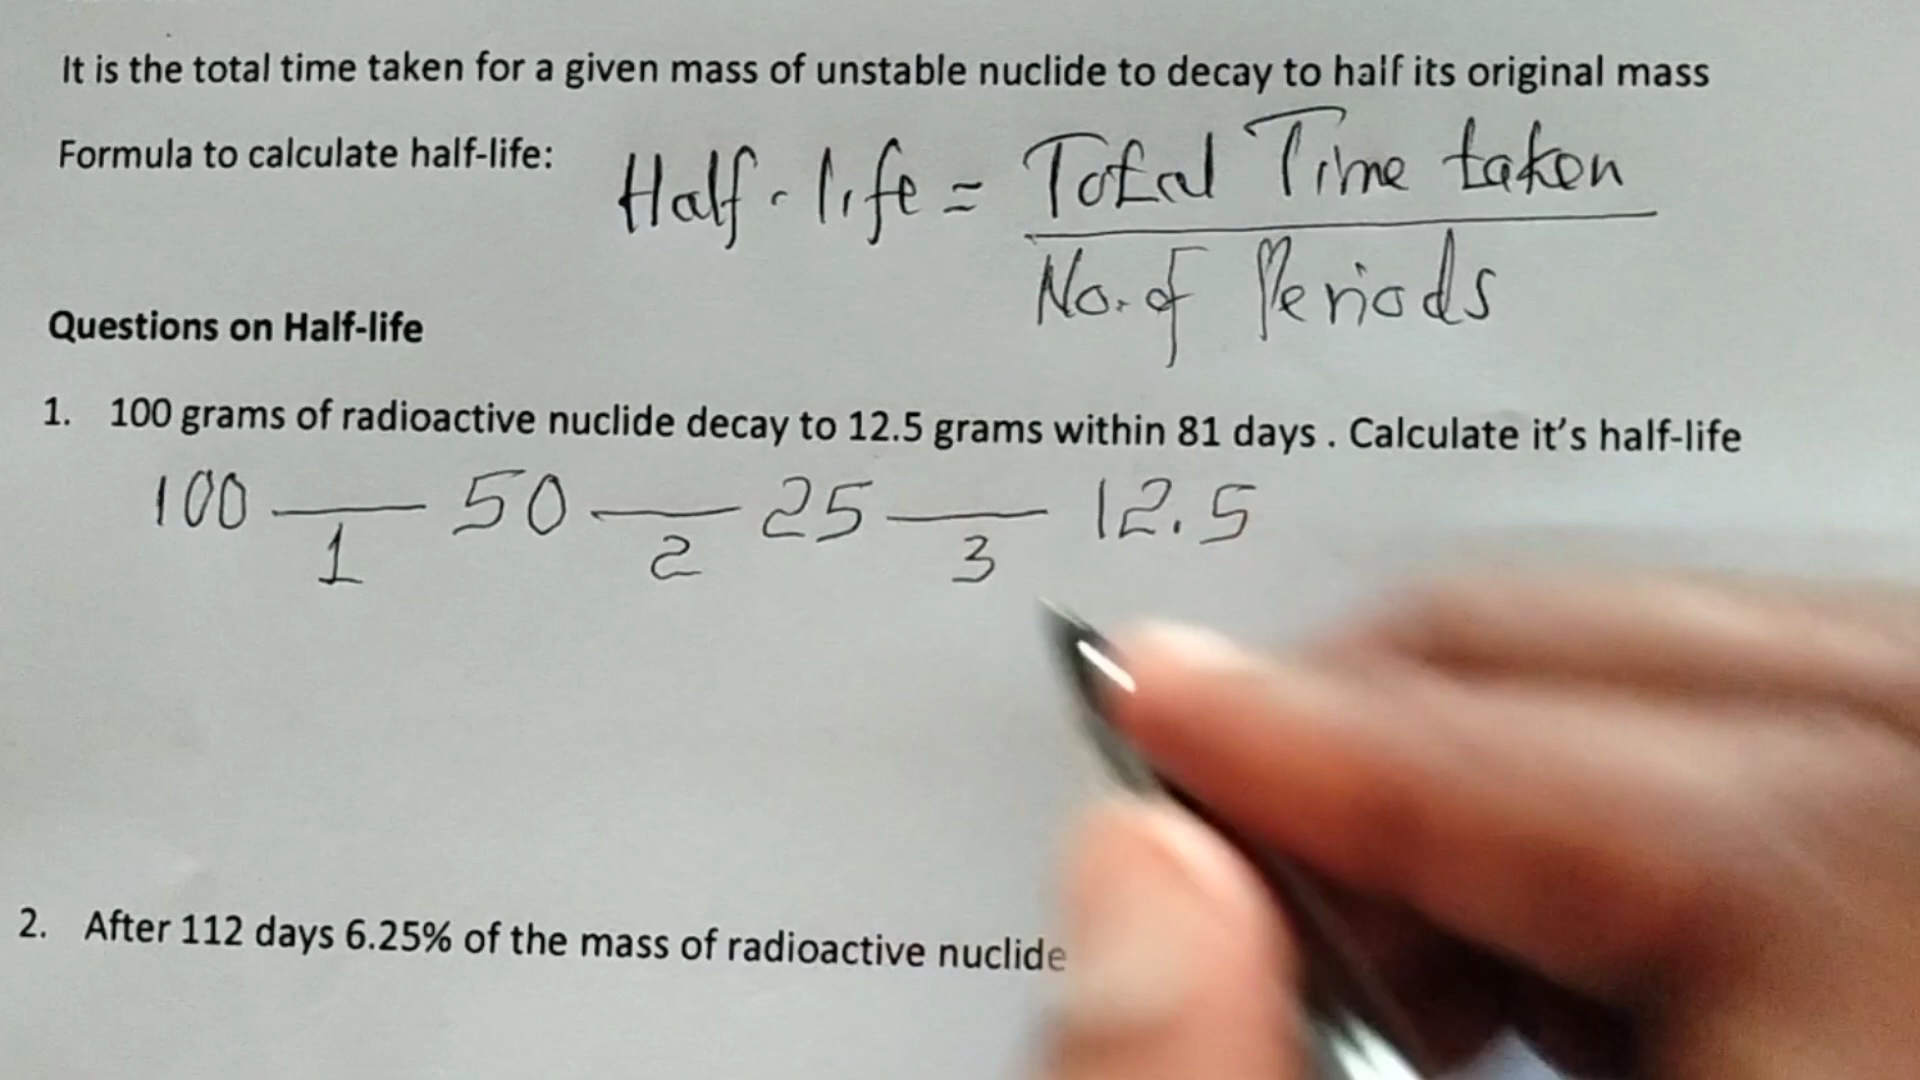 It is the total time taken for a given mass of unstable nuclide to decay to half its original mass
Formula to calculate half-life: Half-life = Total Time taken
No. of Periods
Questions on Half-life
1. 100 grams of radioactive nuclide decay to 12.5 grams within 81 days . Calculate it's half-life
100 — 50 — 25 — 12.5
1 2 3
2. After 112 days 6.25% of the mass of radioactive nuclide